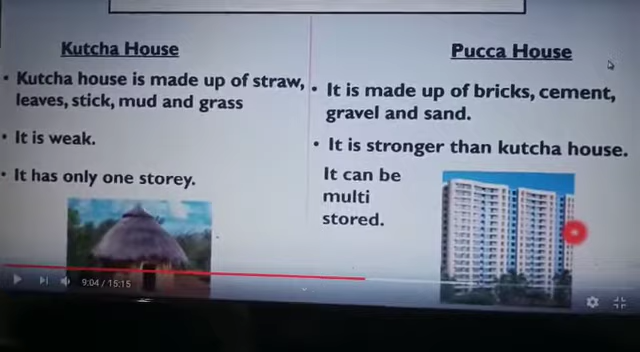 Kutcha House
• Kutcha house is made up of straw,
leaves, stick, mud and grass
• It is weak.
• It has only one storey.
Pucca House
• It is made up of bricks, cement,
gravel and sand.
• It is stronger than kutcha house.
It can be
multi
stored.
9:04 / 15:15